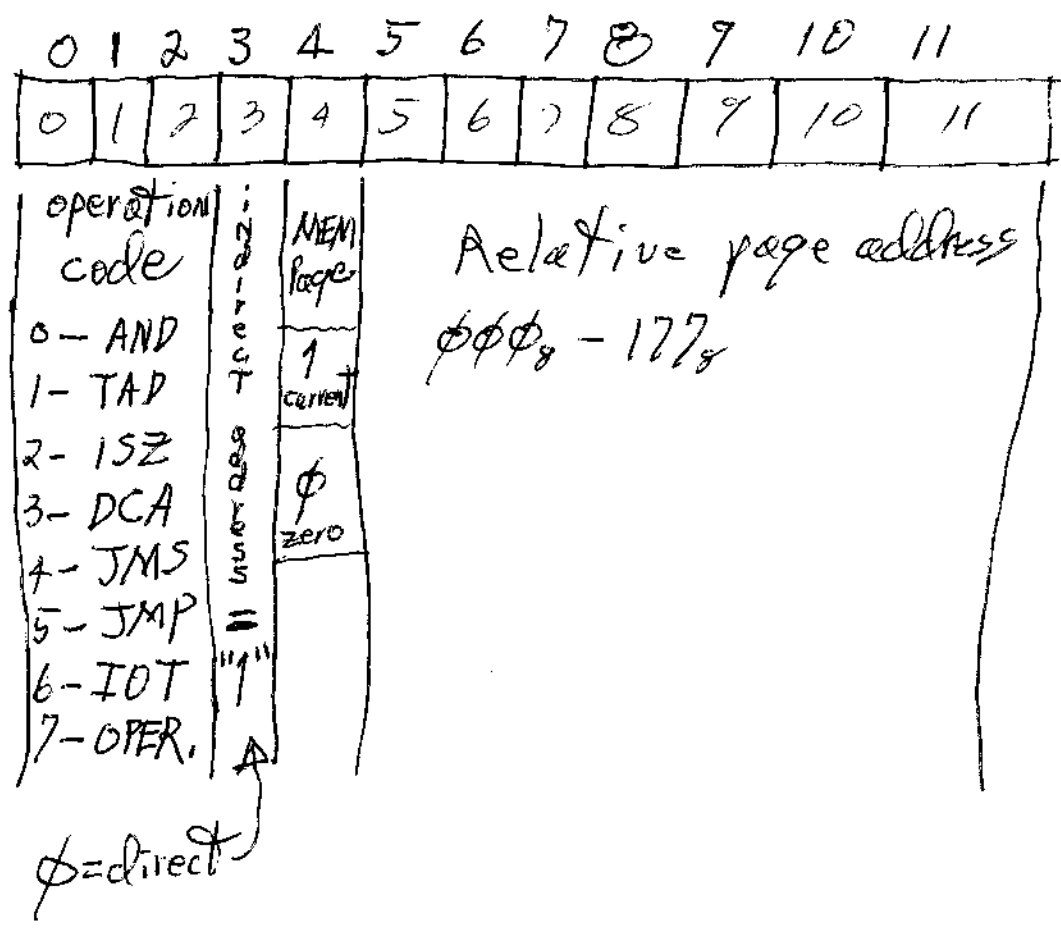 0 1 2 3 4 5 6 7 8 9 10 11
0 1 2 3 4 5 6 7 8 9 10 11
operation
code
0 - AND
1 - TAD
2 - ISZ
3 - DCA
4 - JMS
5 - JMP
6 - IOT
7 - OPER.
indirect address = "1"
φ=direct
MEM
Page
1
current
φ
zero
Relative page address
φφφ₈ - 177₈